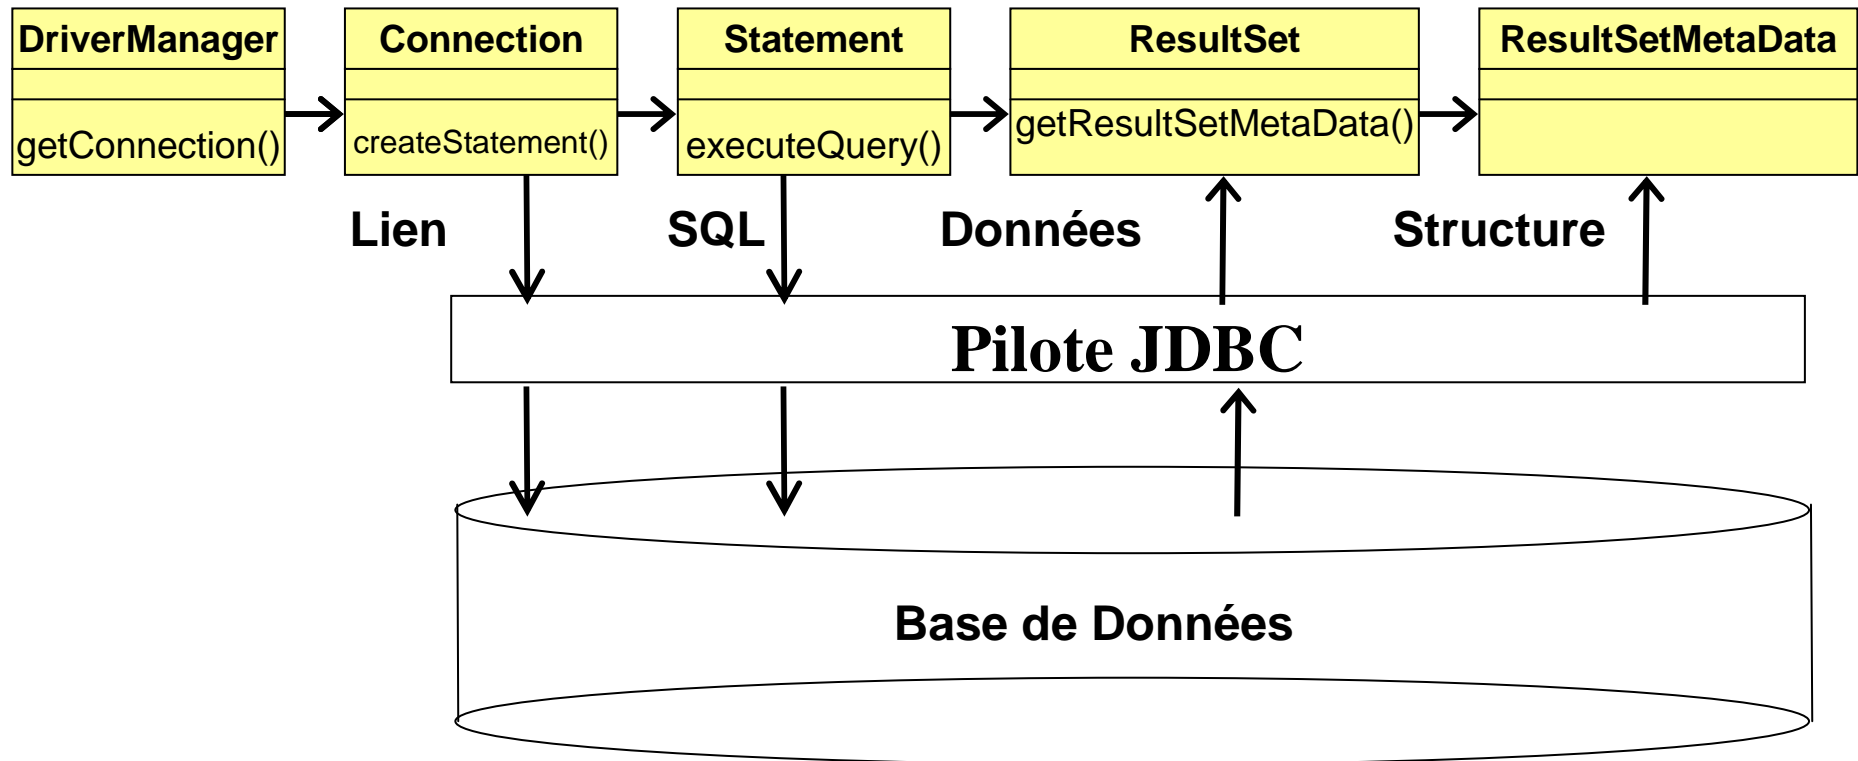 DriverManager
getConnection()
Connection
createStatement()
Statement
executeQuery()
ResultSet
getResultSetMetaData()
ResultSetMetaData
Lien
SQL
Données
Structure
Pilote JDBC
Base de Données